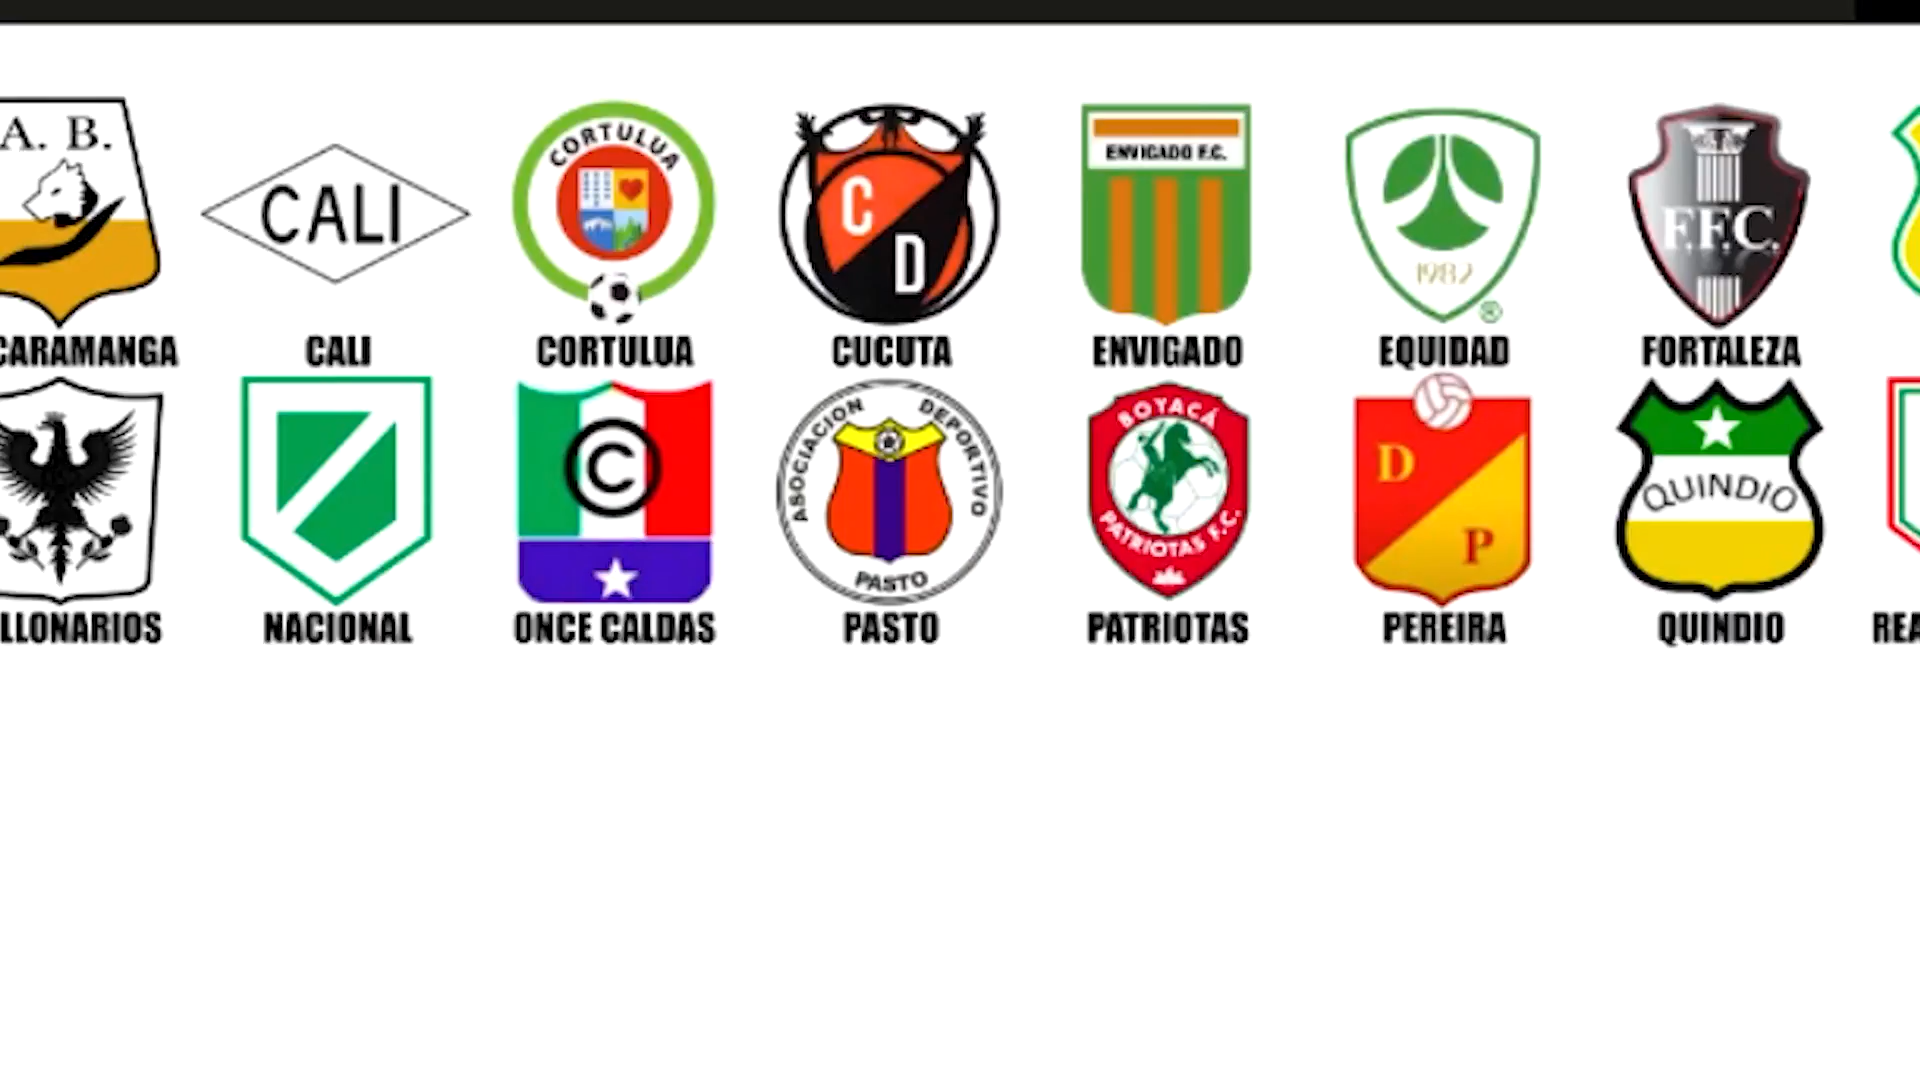 A. B.
CALI
CORTULUA
C
D
ENVIGADO F.C.
1982
®
F.F.C.
CARAMANGA
CALI
CORTULUA
CUCUTA
ENVIGADO
EQUIDAD
FORTALEZA
C
ASOCIACION DEPORTIVO
PASTO
BOYACÁ
PATRIOTAS F.C.
D
P
QUINDIO
LLONARIOS
NACIONAL
ONCE CALDAS
PASTO
PATRIOTAS
PEREIRA
QUINDIO
REA